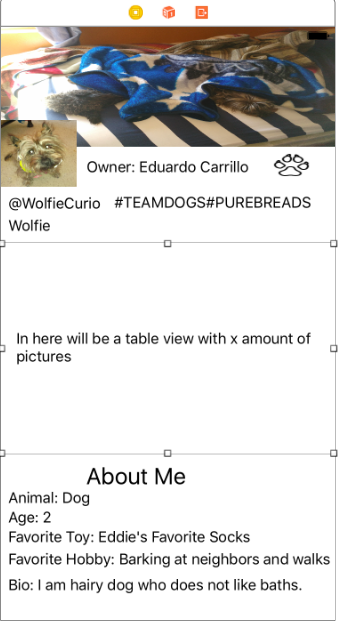 Owner: Eduardo Carrillo
@WolfieCurio #TEAMDOGS#PUREBREADS
Wolfie
In here will be a table view with x amount of
pictures
About Me
Animal: Dog
Age: 2
Favorite Toy: Eddie's Favorite Socks
Favorite Hobby: Barking at neighbors and walks
Bio: I am hairy dog who does not like baths.